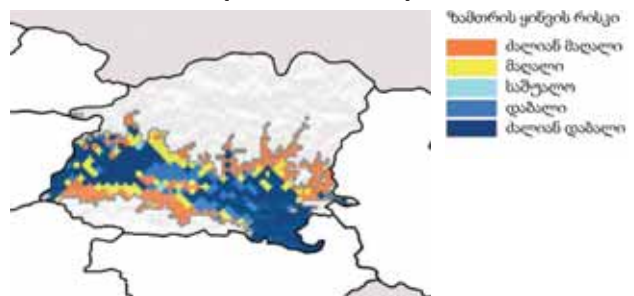 ზამთრის ყინვის რისკი
ძალიან მაღალი
მაღალი
საშუალო
დაბალი
ძალიან დაბალი